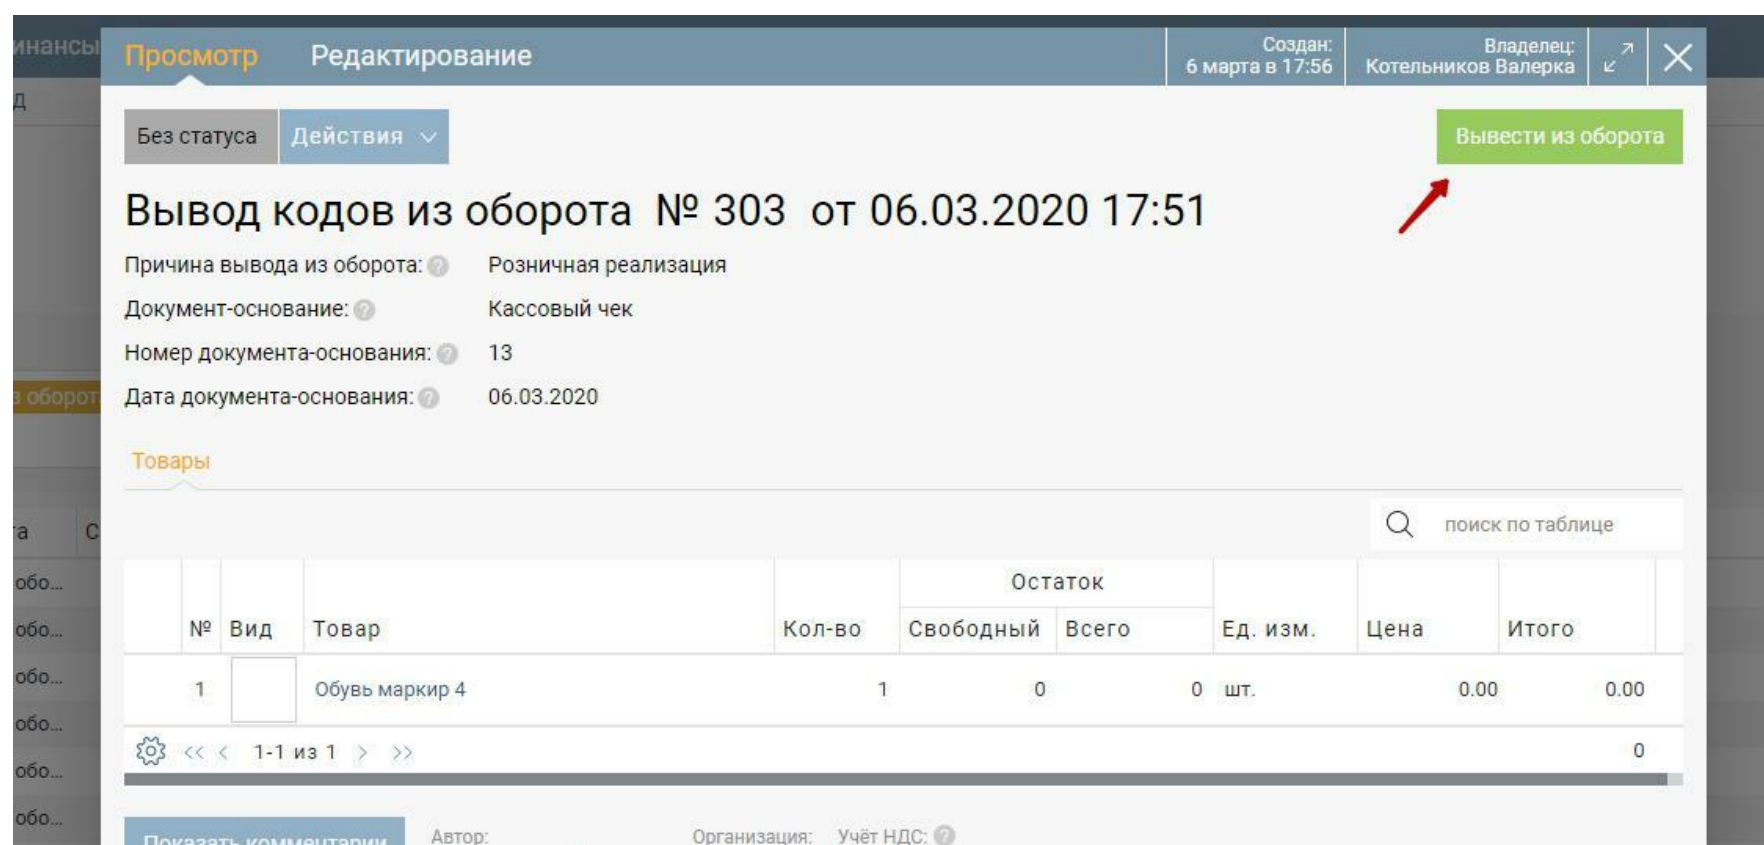 инансы
Просмотр Редактирование Создан: 6 марта в 17:56 Владелец: Котельников Валерка
Д
Без статуса Действия Вывести из оборота
Вывод кодов из оборота № 303 от 06.03.2020 17:51
Причина вывода из оборота: ? Розничная реализация
Документ-основание: ? Кассовый чек
Номер документа-основания: ? 13
Дата документа-основания: ? 06.03.2020
з оборот
Товары
поиск по таблице
та С
Остаток
№ Вид Товар Кол-во Свободный Всего Ед. изм. Цена Итого
1 Обувь маркир 4 1 0 0 шт. 0.00 0.00
<< < 1-1 из 1 > >> 0
обо...
обо...
обо...
обо...
обо...
обо...
Показать комментарии Автор: Организация: Учёт НДС: ?